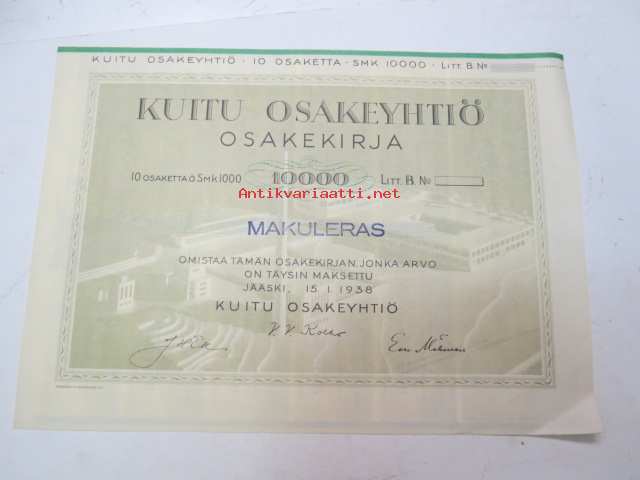 KUITU OSAKEYHTIÖ · 10 OSAKETTA · SMK 10000 · LITT. B. No
KUITU OSAKEYHTIÖ
OSAKEKIRJA
10 OSAKETTA Ö SMK 1000 10000 LITT. B. No
Antikvariaatti.net
MAKULERAS
OMISTAA TÄMÄN OSAKEKIRJAN, JONKA ARVO
ON TÄYSIN MAKSETTU
JÄÄSKI, 15. 1. 1938
KUITU OSAKEYHTIÖ